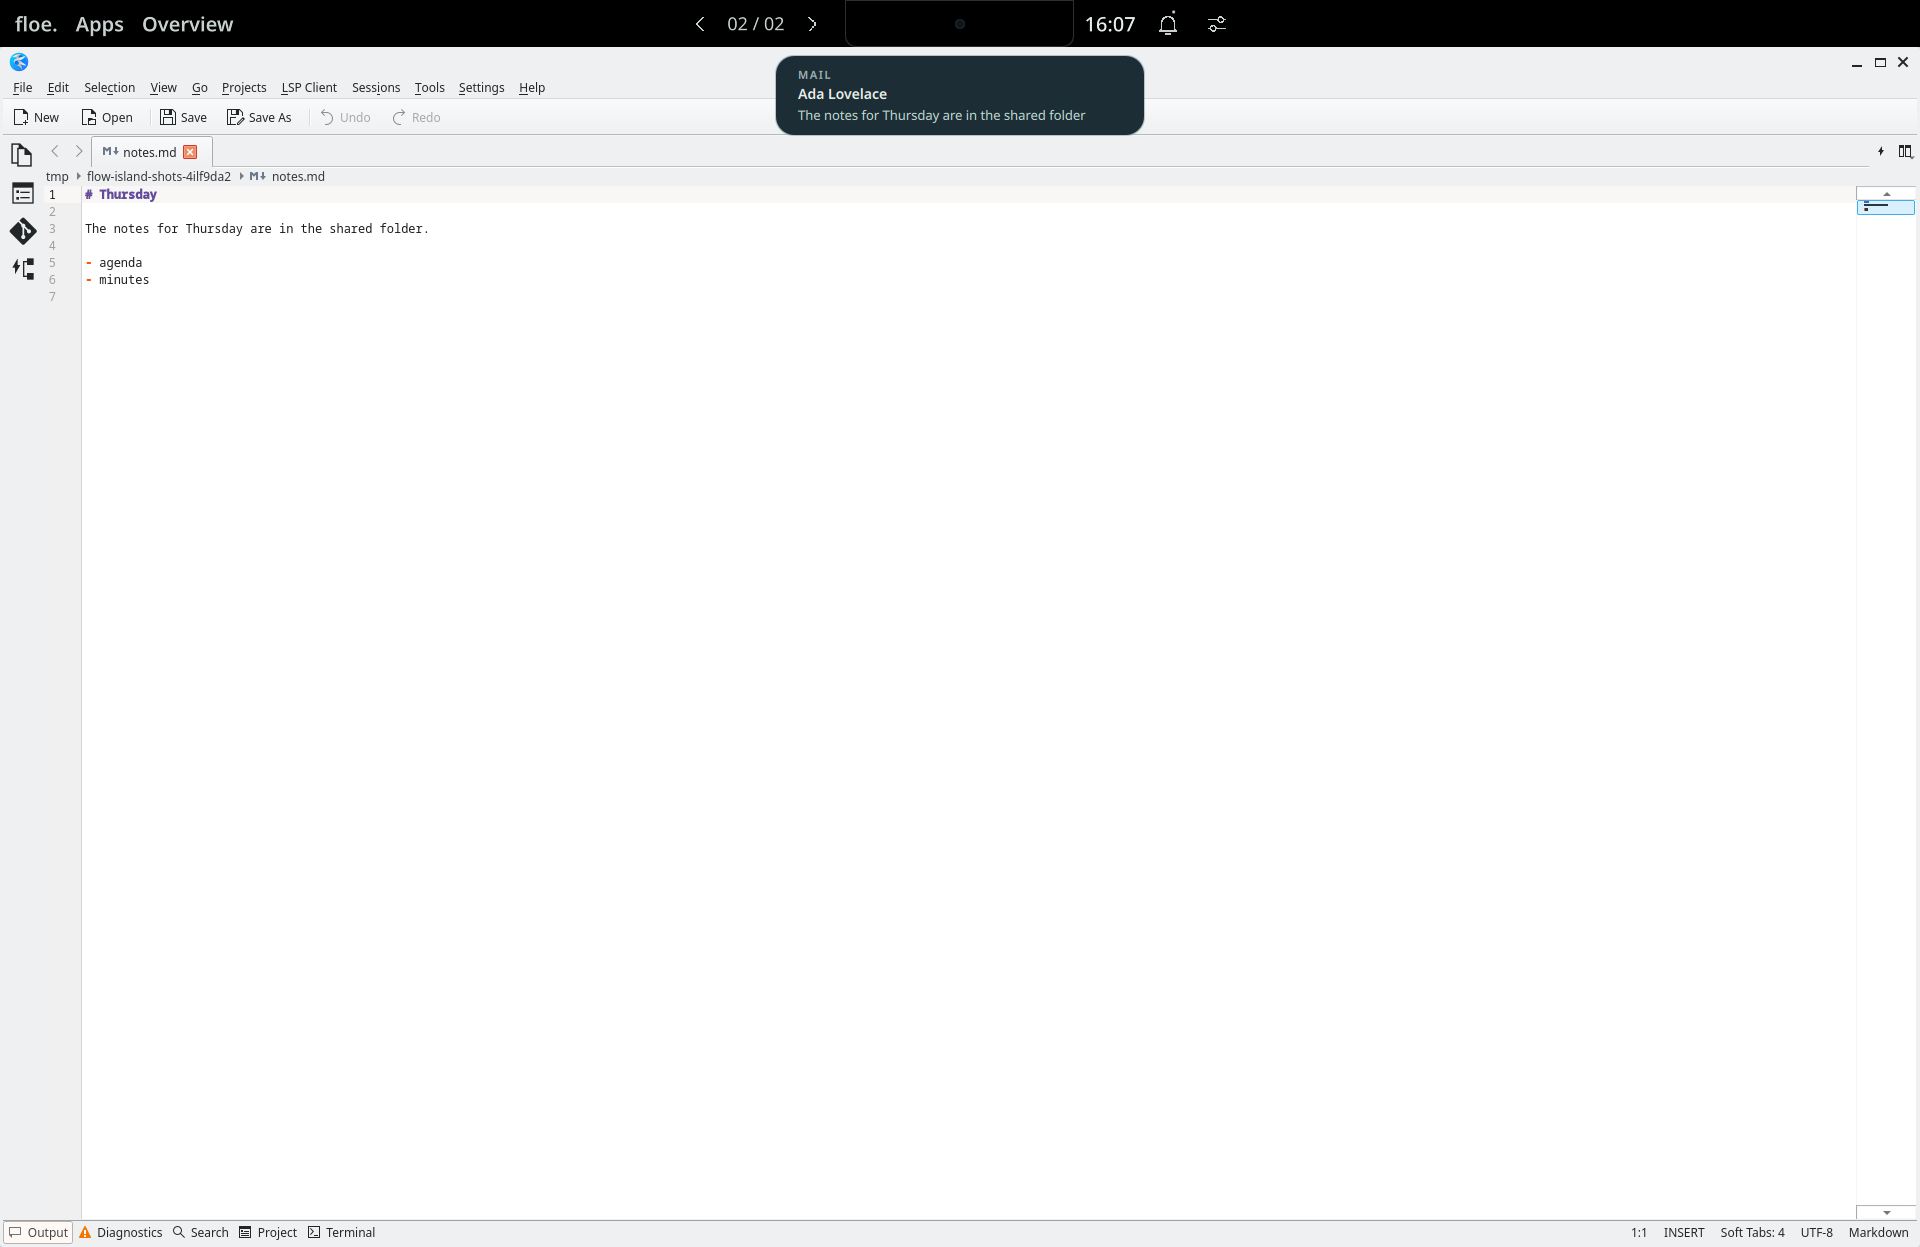 floe. Apps Overview 02 / 02 16:07
MAIL
Ada Lovelace
The notes for Thursday are in the shared folder
File Edit Selection View Go Projects LSP Client Sessions Tools Settings Help
New Open Save Save As Undo Redo
notes.md
tmp flow-island-shots-4ilf9da2 notes.md
1 # Thursday
2
3 The notes for Thursday are in the shared folder.
4
5 - agenda
6 - minutes
7
Output Diagnostics Search Project Terminal 1:1 INSERT Soft Tabs: 4 UTF-8 Markdown